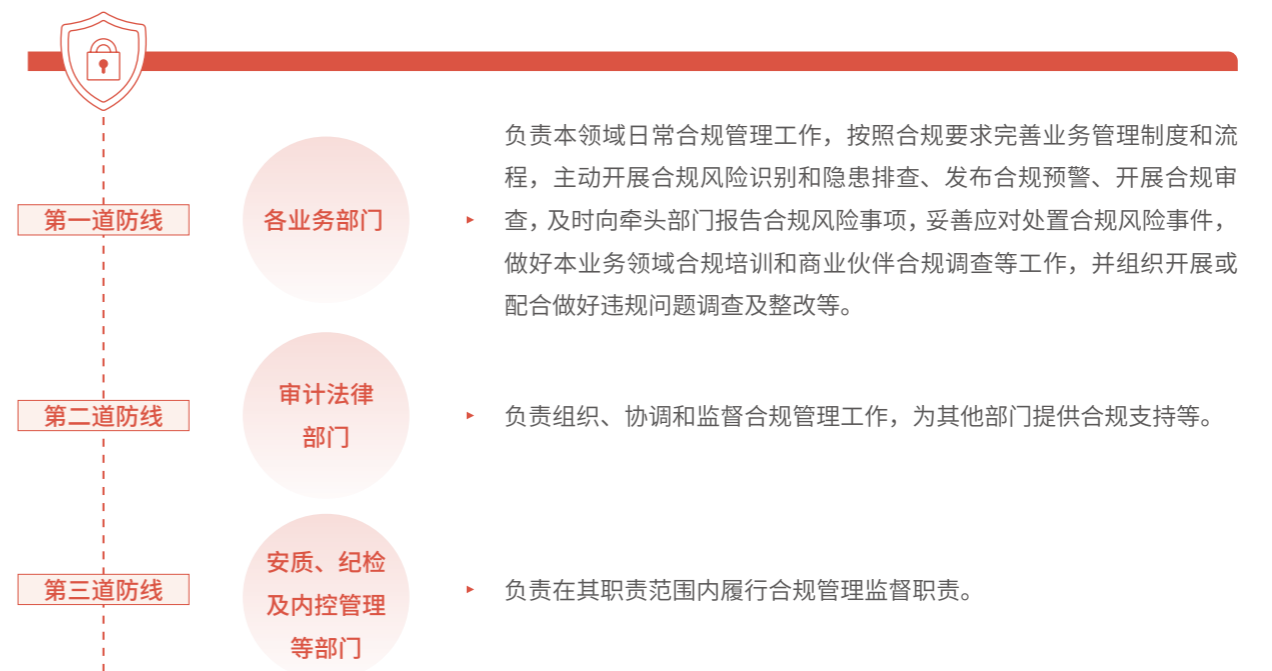 第一道防线
各业务部门
负责本领域日常合规管理工作，按照合规要求完善业务管理制度和流
程，主动开展合规风险识别和隐患排查、发布合规预警、开展合规审
查，及时向牵头部门报告合规风险事项，妥善应对处置合规风险事件，
做好本业务领域合规培训和商业伙伴合规调查等工作，并组织开展或
配合做好违规问题调查及整改等。
第二道防线
审计法律
部门
负责组织、协调和监督合规管理工作，为其他部门提供合规支持等。
第三道防线
安质、纪检
及内控管理
等部门
负责在其职责范围内履行合规管理监督职责。